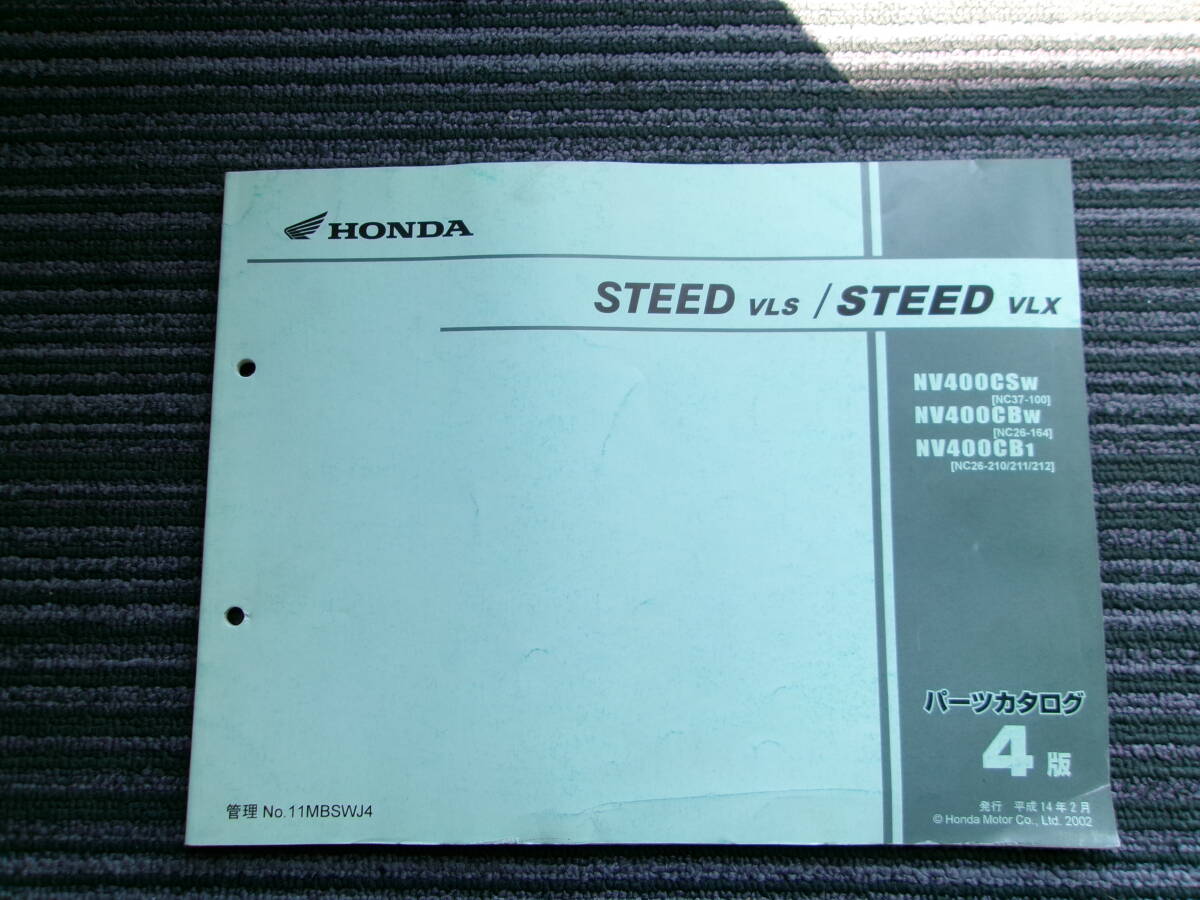 HONDA
STEED VLS / STEED VLX
NV400CSW
[NC37-100]
NV400CBW
[NC26-164]
NV400CB1
[NC26-210/211/212]
パーツカタログ
4版
管理 No.11MBSWJ4
発行 平成14年2月
© Honda Motor Co., Ltd. 2002